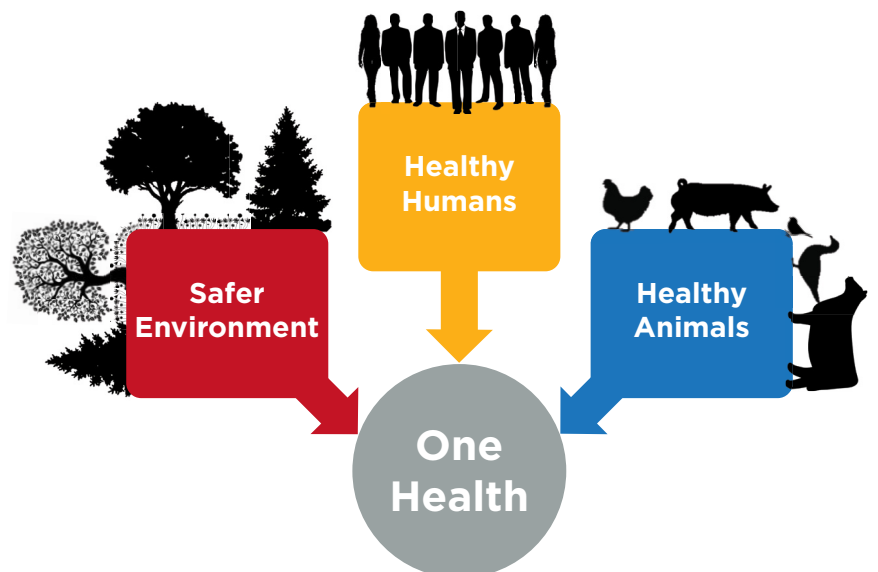 Healthy
Humans
Safer
Environment
Healthy
Animals
One
Health